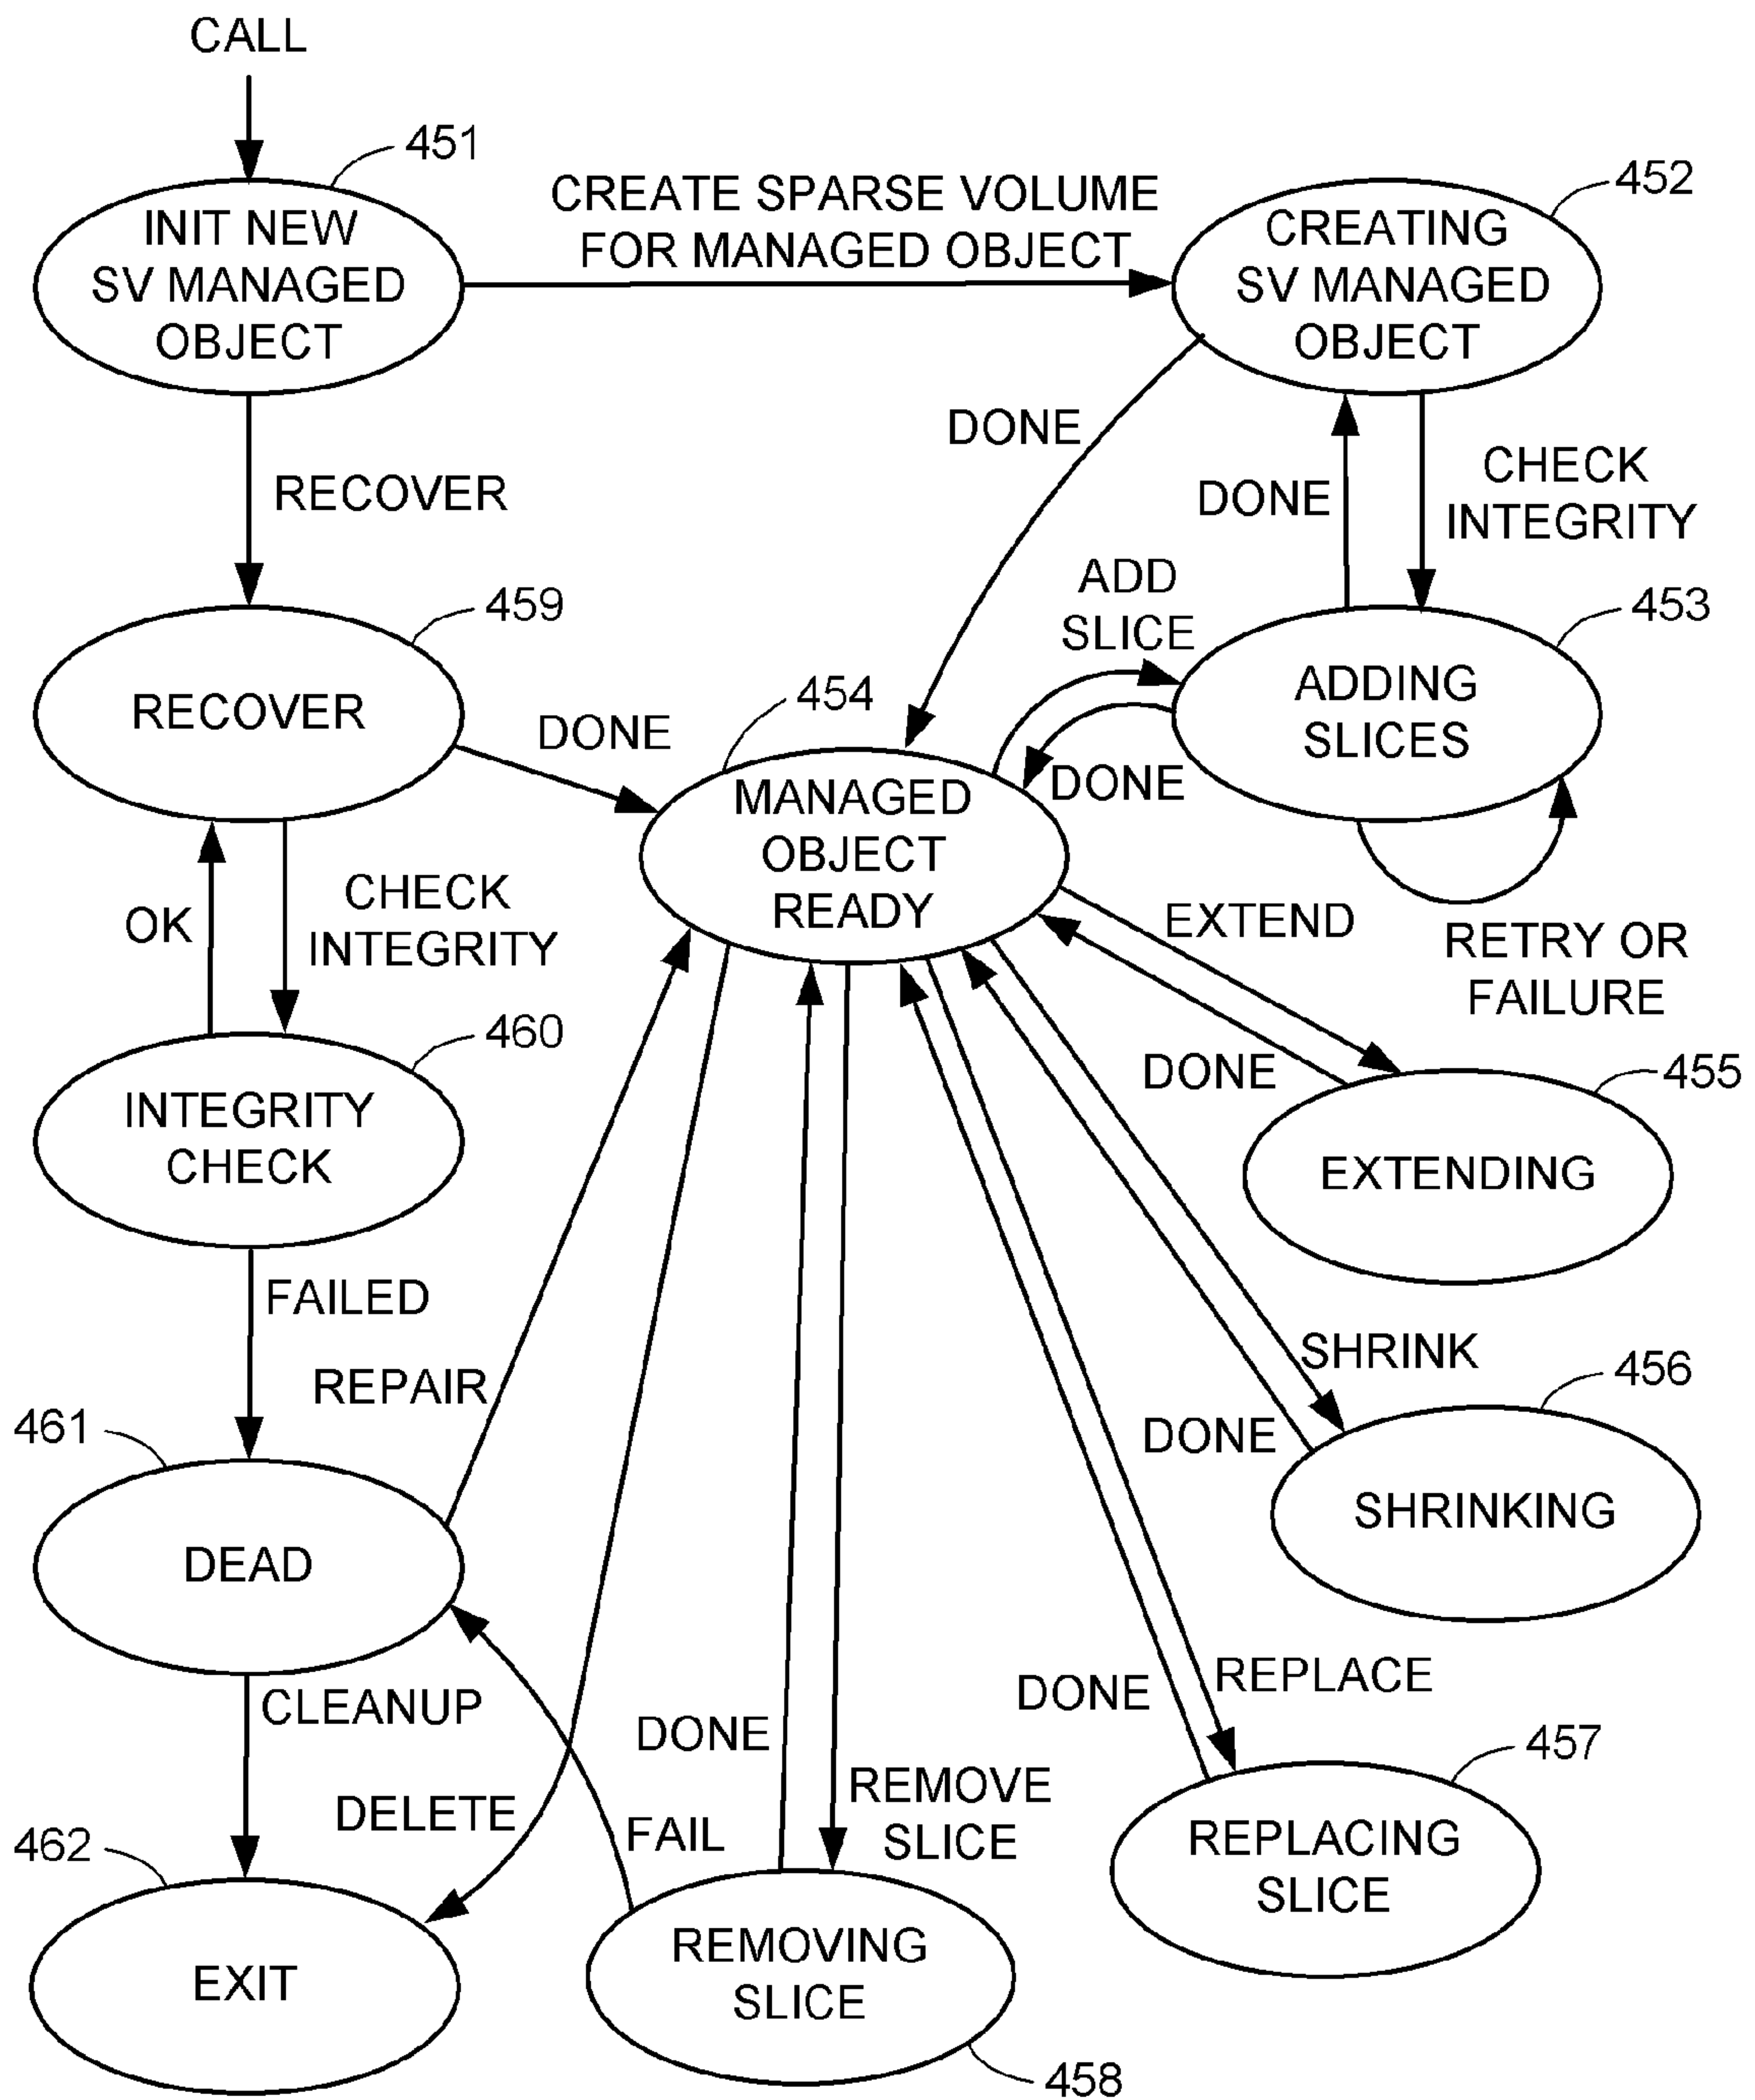 CALL
451
INIT NEW
SV MANAGED
OBJECT
CREATE SPARSE VOLUME
FOR MANAGED OBJECT
452
CREATING
SV MANAGED
OBJECT
DONE
RECOVER
DONE
CHECK
INTEGRITY
459
RECOVER
ADD
SLICE
453
ADDING
SLICES
454
DONE
DONE
MANAGED
OBJECT
READY
RETRY OR
FAILURE
OK
CHECK
INTEGRITY
EXTEND
DONE
455
EXTENDING
460
INTEGRITY
CHECK
FAILED
REPAIR
SHRINK
DONE
456
SHRINKING
461
DEAD
CLEANUP
DONE
REPLACE
DONE
457
REPLACING
SLICE
DELETE
FAIL
REMOVE
SLICE
462
EXIT
REMOVING
SLICE
458